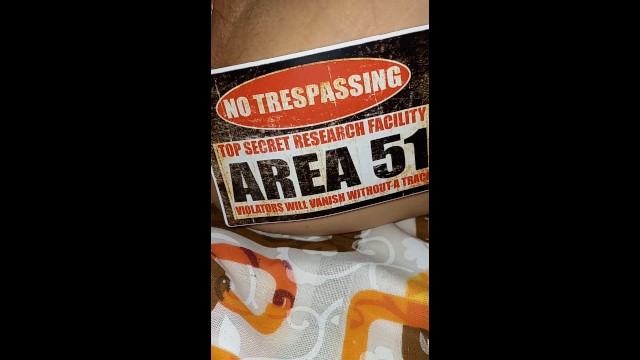 NO TRESPASSING
TOP SECRET RESEARCH FACILITY
AREA 51
VIOLATORS WILL VANISH WITHOUT A TRACE